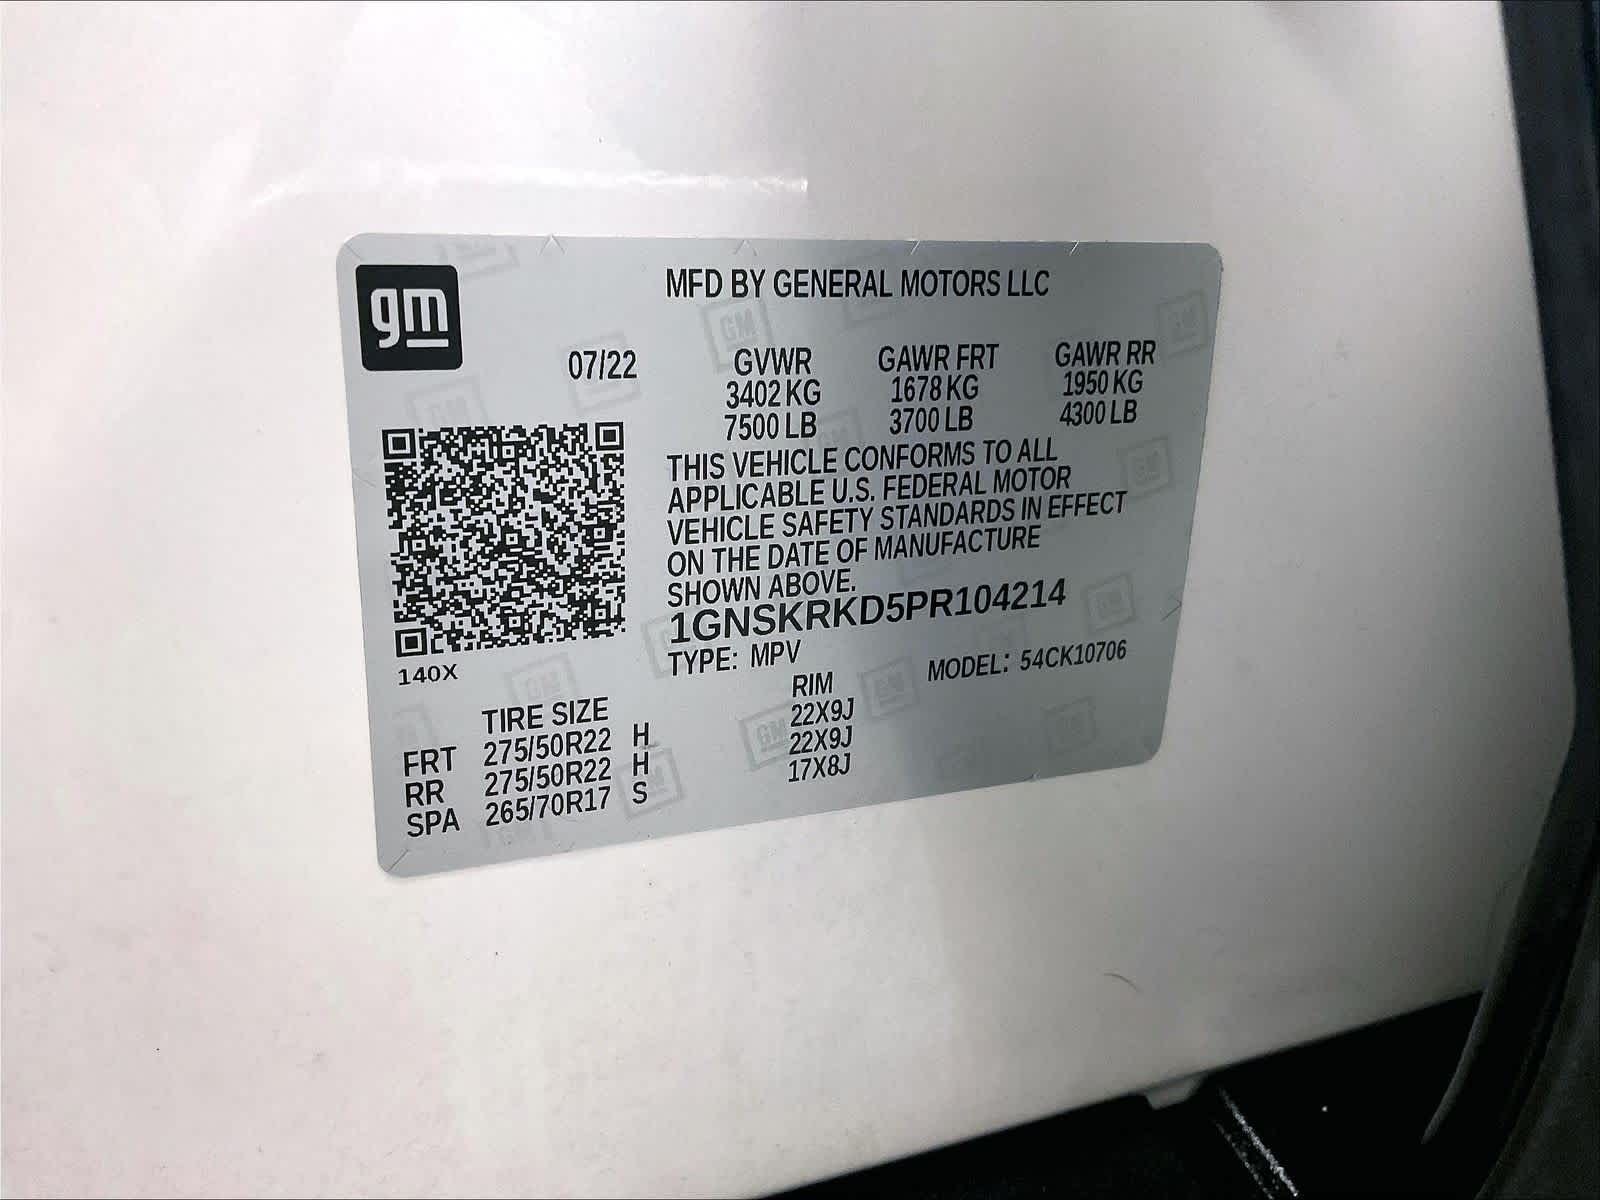 gm
MFD BY GENERAL MOTORS LLC
07/22 GVWR GAWR FRT GAWR RR
3402 KG 1678 KG 1950 KG
7500 LB 3700 LB 4300 LB
THIS VEHICLE CONFORMS TO ALL
APPLICABLE U.S. FEDERAL MOTOR
VEHICLE SAFETY STANDARDS IN EFFECT
ON THE DATE OF MANUFACTURE
SHOWN ABOVE.
1GNSKRKD5PR104214
TYPE: MPV MODEL: 54CK10706
140X
TIRE SIZE RIM
FRT 275/50R22 H 22X9J
RR 275/50R22 H 22X9J
SPA 265/70R17 S 17X8J